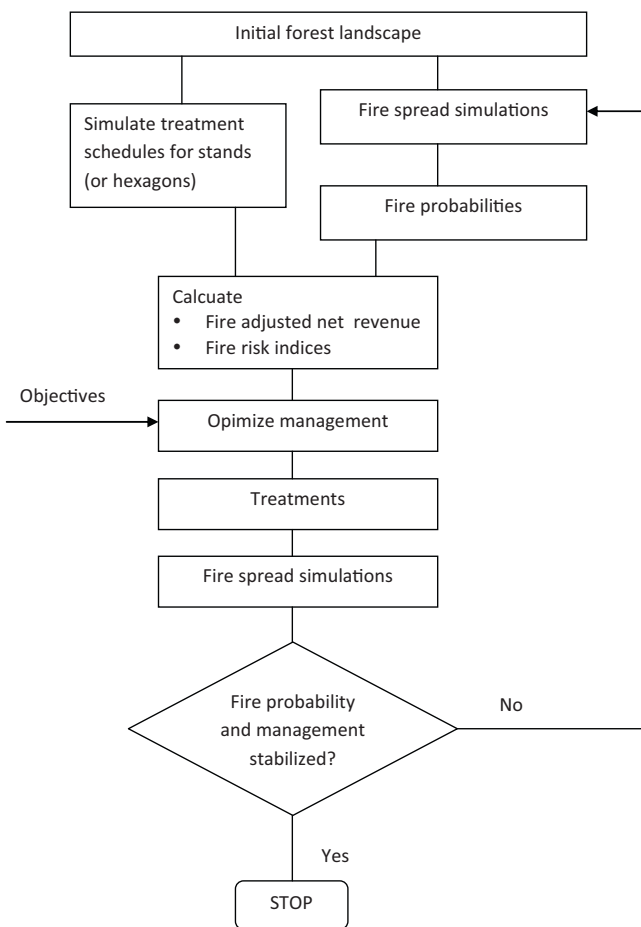 Initial forest landscape
Simulate treatment
schedules for stands
(or hexagons)
Fire spread simulations
Fire probabilities
Calcuate
• Fire adjusted net revenue
• Fire risk indices
Objectives
Opimize management
Treatments
Fire spread simulations
Fire probability
and management
stabilized?
No
Yes
STOP